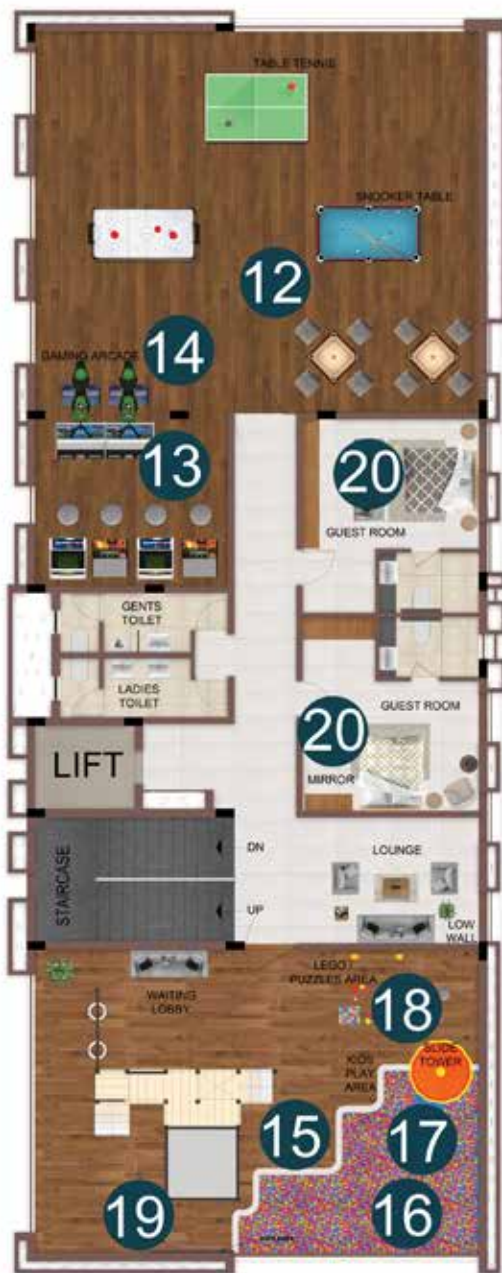 TABLE TENNIS
SNOOKER TABLE
12
14
GAMING ARCADE
13
20
GUEST ROOM
GENTS
TOILET
LADIES
TOILET
GUEST ROOM
20
LIFT
MIRROR
STAIRCASE
DN
LOUNGE
UP
LOW
WALL
WAITING
LOBBY
LEGO /
PUZZLES AREA
18
SLIDE
TOWER
KIDS
PLAY
AREA
15
17
19
16